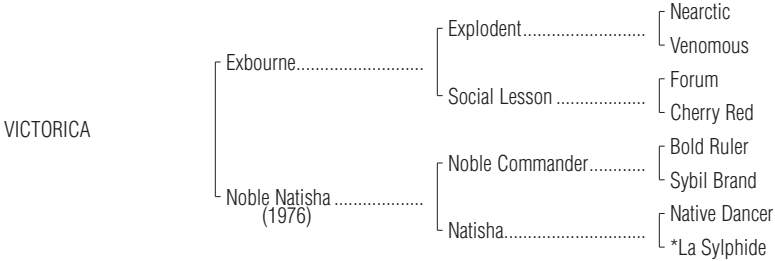 Nearctic
Explodent..........................
Venomous
Exbourne...........................
Forum
Social Lesson ...................
Cherry Red
VICTORICA
Bold Ruler
Noble Commander............
Sybil Brand
Noble Natisha ...................
(1976)
Native Dancer
Natisha..............................
*La Sylphide